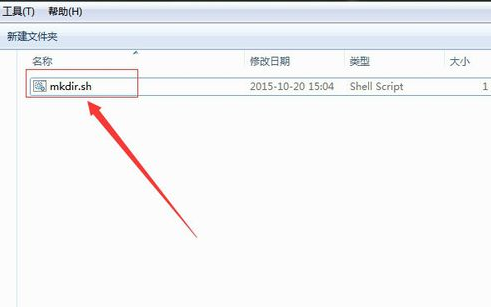 工具(T) 帮助(H)
新建文件夹
名称 修改日期 类型 大小
mkdir.sh 2015-10-20 15:04 Shell Script 1